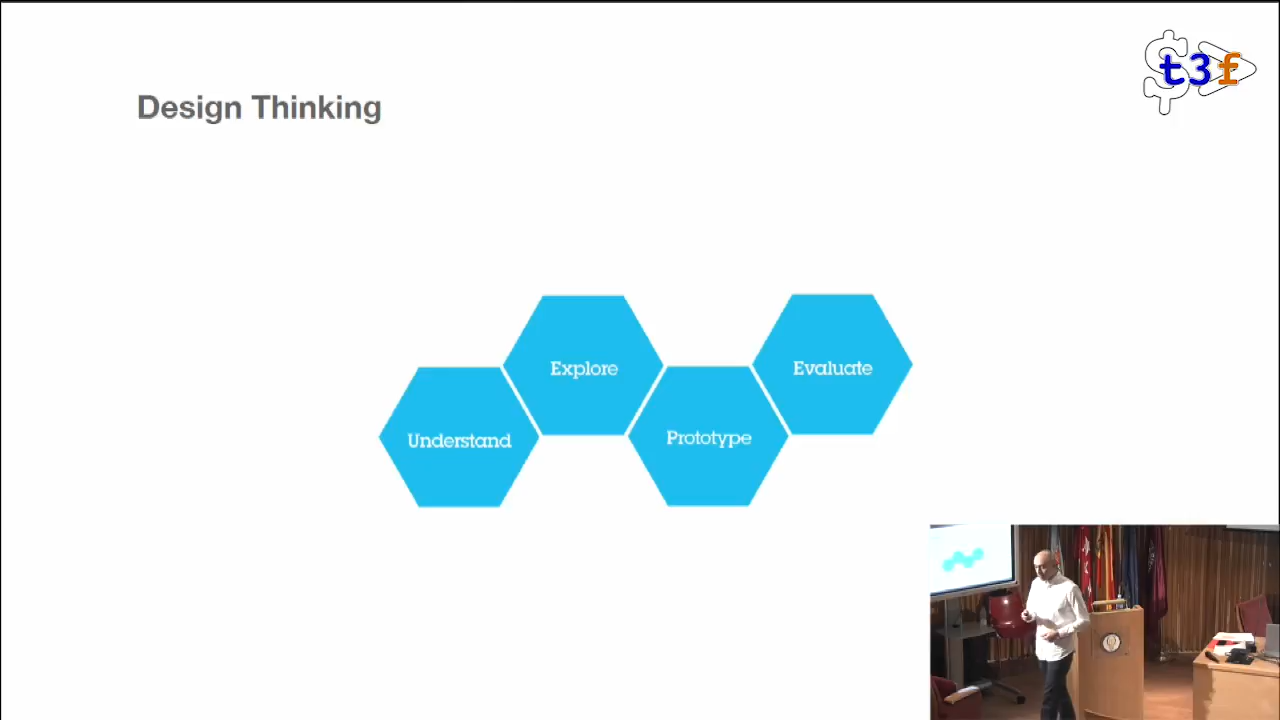 Design Thinking
$ t3f
Explore
Evaluate
Understand
Prototype